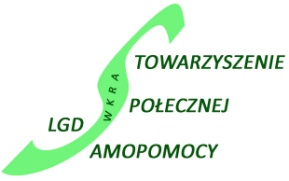 TOWARZYSZENIE
WKRA
POŁECZNEJ
LGD
AMOPOMOCY